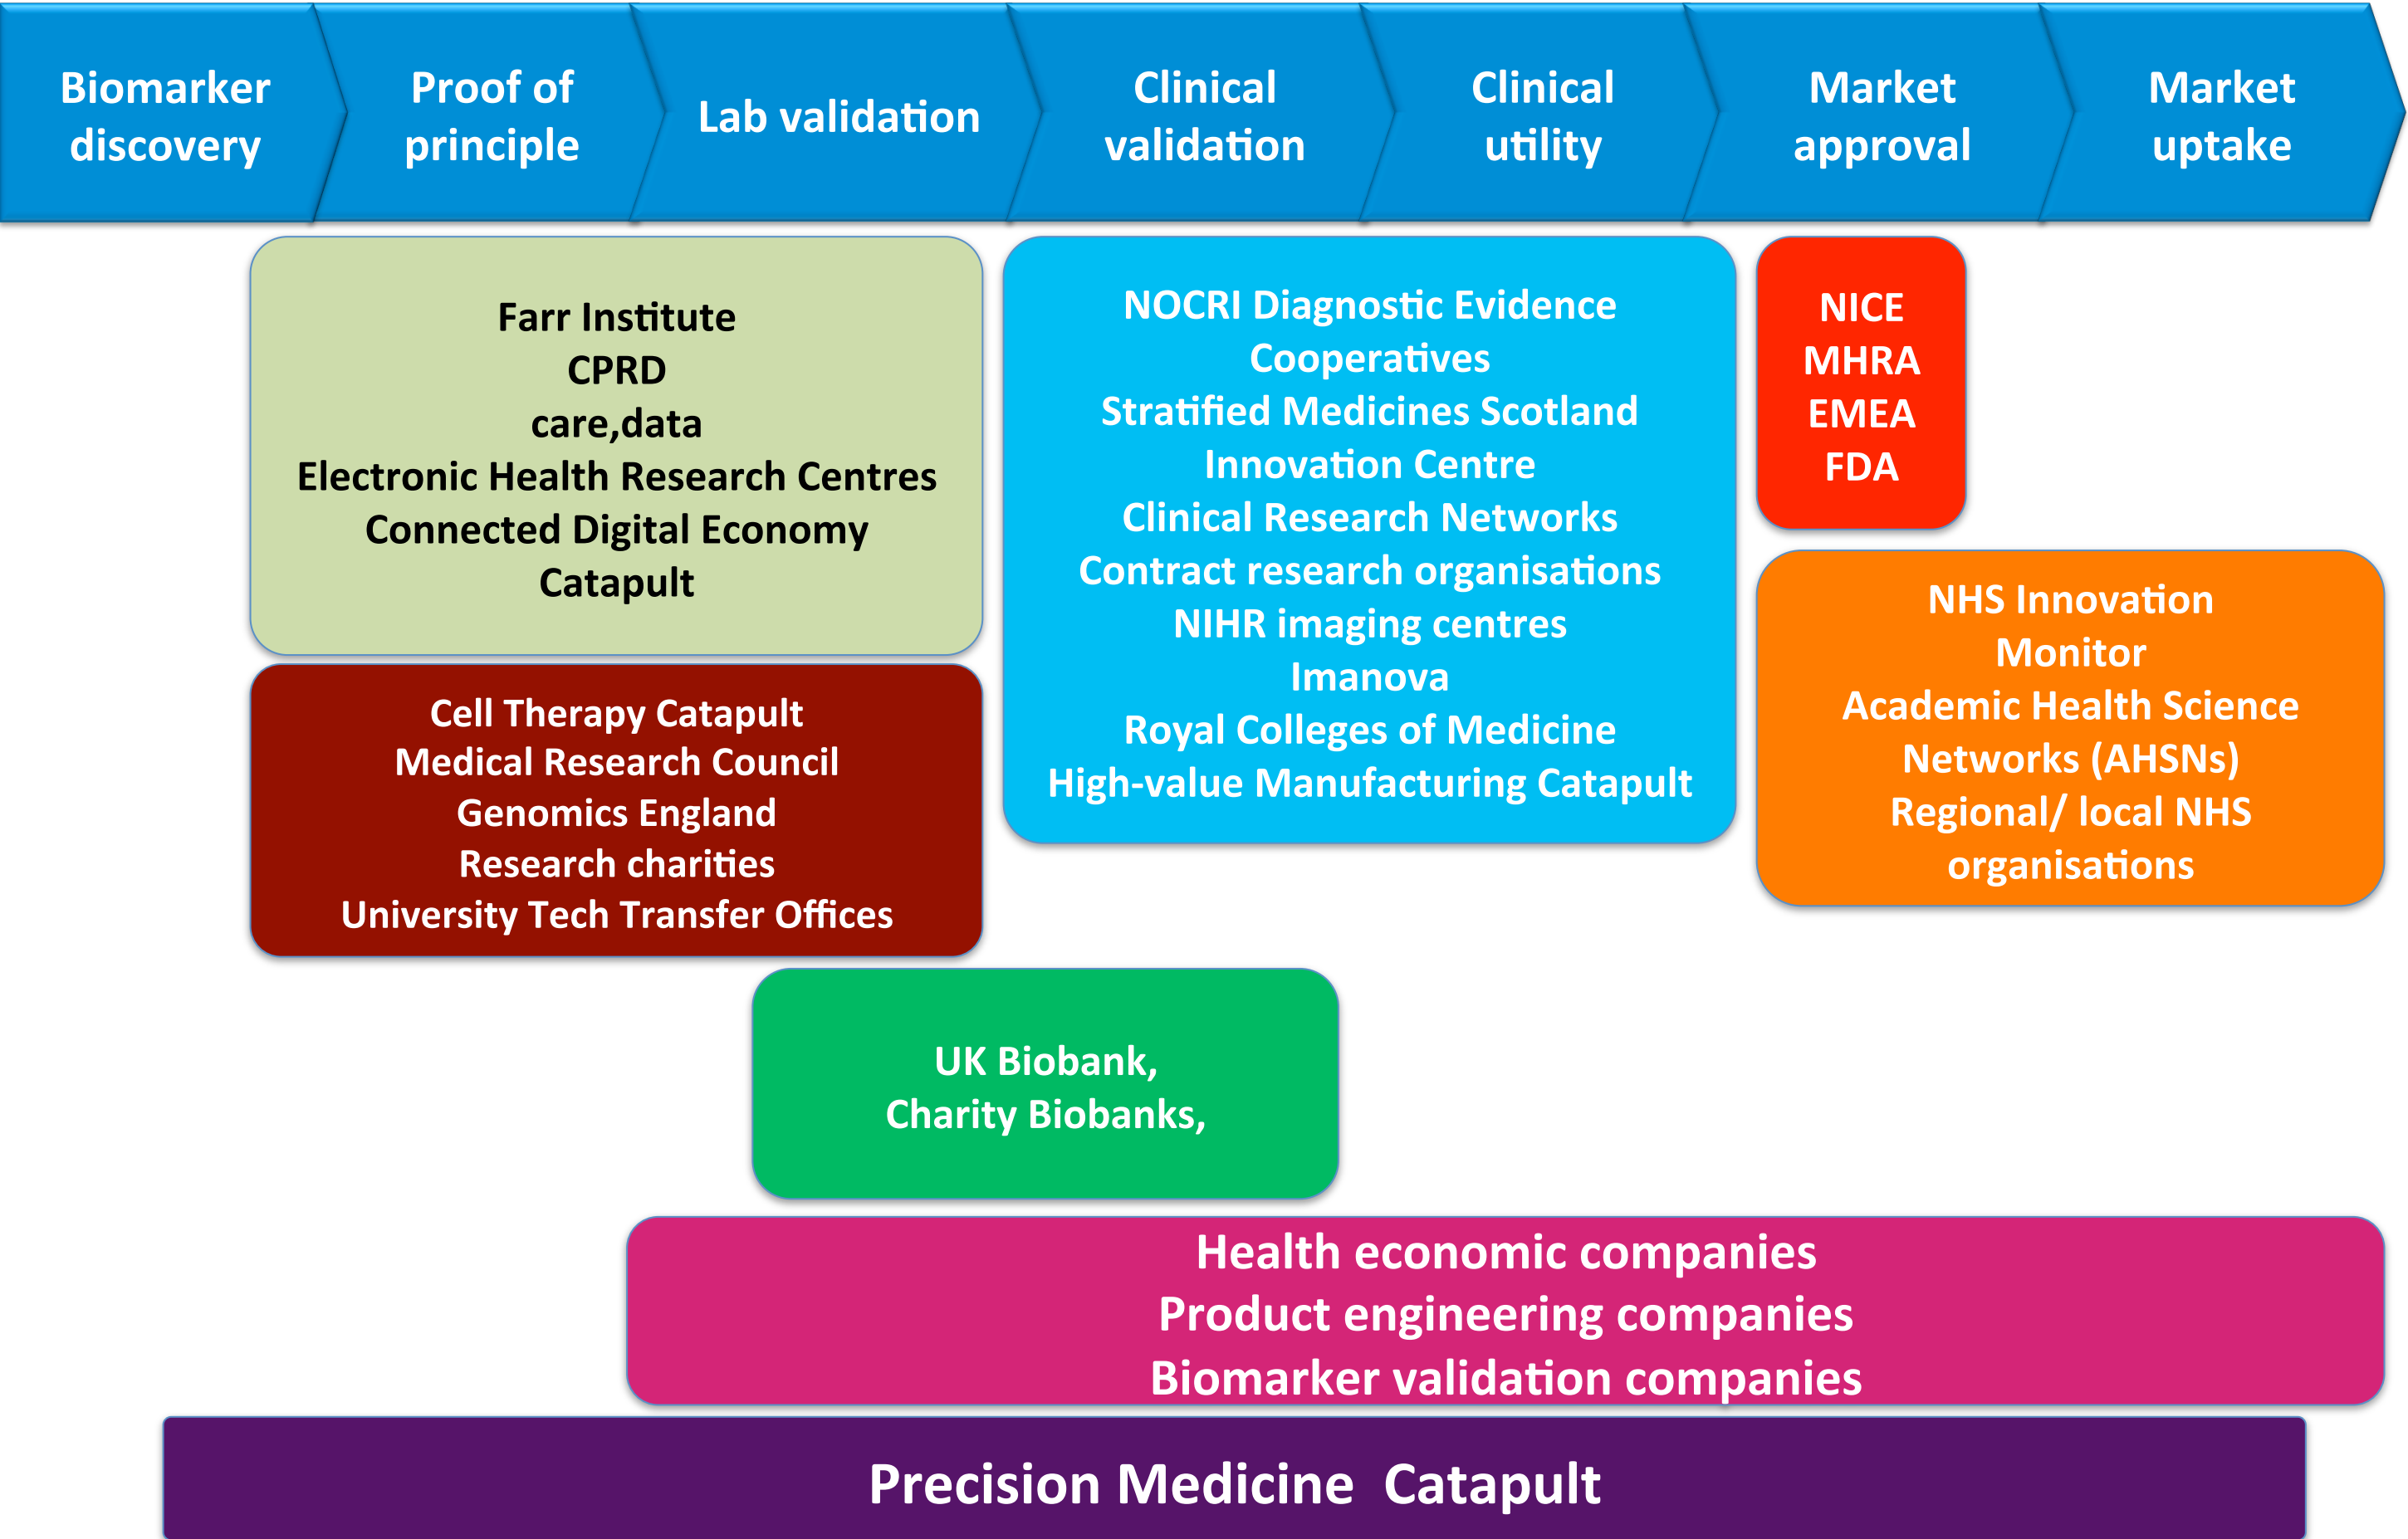 Biomarker
discovery
Proof of
principle
Lab validation
Clinical
validation
Clinical
utility
Market
approval
Market
uptake
Farr Institute
CPRD
care,data
Electronic Health Research Centres
Connected Digital Economy
Catapult
Cell Therapy Catapult
Medical Research Council
Genomics England
Research charities
University Tech Transfer Offices
NOCRI Diagnostic Evidence
Cooperatives
Stratified Medicines Scotland
Innovation Centre
Clinical Research Networks
Contract research organisations
NIHR imaging centres
Imanova
Royal Colleges of Medicine
High-value Manufacturing Catapult
NICE
MHRA
EMEA
FDA
NHS Innovation
Monitor
Academic Health Science
Networks (AHSNs)
Regional/ local NHS
organisations
UK Biobank,
Charity Biobanks,
Health economic companies
Product engineering companies
Biomarker validation companies
Precision Medicine  Catapult